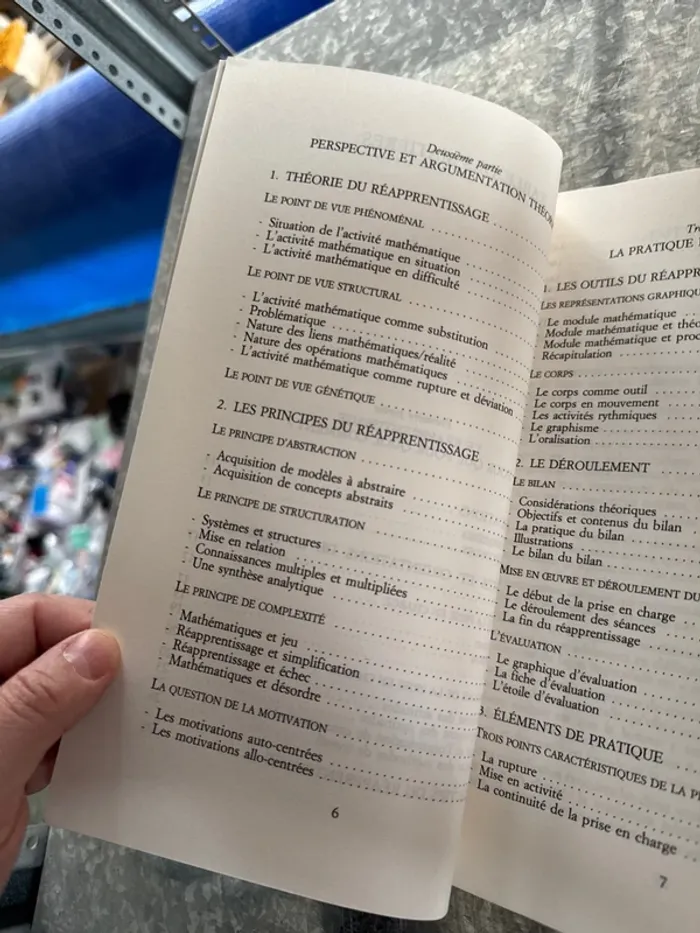 Deuxième partie
PERSPECTIVE ET ARGUMENTATION
1. THÉORIE DU RÉAPPRENTISSAGE
LE POINT DE VUE PHÉNOMÉNAL
- Situation de l'activité mathématique
- L'activité mathématique en situation
- L'activité mathématique en difficulté
LE POINT DE VUE STRUCTURAL
- L'activité mathématique comme substitution
- Problématique
- Nature des liens mathématiques/réalité
- Nature des opérations mathématiques
- L'activité mathématique comme rupture et déviation
LE POINT DE VUE GÉNÉTIQUE
2. LES PRINCIPES DU RÉAPPRENTISSAGE
LE PRINCIPE D'ABSTRACTION
- Acquisition de modèles à abstraire
- Acquisition de concepts abstraits
LE PRINCIPE DE STRUCTURATION
- Systèmes et structures
- Mise en relation
- Connaissances multiples et multipliées
- Une synthèse analytique
LE PRINCIPE DE COMPLEXITÉ
- Mathématiques et jeu
- Réapprentissage et simplification
- Réapprentissage et échec
- Mathématiques et désordre
LA QUESTION DE LA MOTIVATION
- Les motivations auto-centrées
- Les motivations allo-centrées
6
LA PRATIQUE
1. LES OUTILS DU
LES REPRÉSENTATIONS
Le module mathématique
Module mathématique et
Module mathématique et
Récapitulation
LE CORPS
Le corps comme outil
Le corps en mouvement
Les activités rythmiques
Le graphisme
L'oralisation
2. LE DÉROULEMENT
LE BILAN
Considérations théoriques
Objectifs et contenus du bilan
La pratique du bilan
Illustrations
Le bilan du bilan
MISE EN ŒUVRE ET DÉROULEMENT DU
Le début de la prise en charge
Le déroulement des séances
La fin du réapprentissage
L'ÉVALUATION
Le graphique d'évaluation
La fiche d'évaluation
L'étoile d'évaluation
3. ÉLÉMENTS DE PRATIQUE
TROIS POINTS CARACTÉRISTIQUES DE LA
La rupture
Mise en activité
La continuité de la prise en charge
7